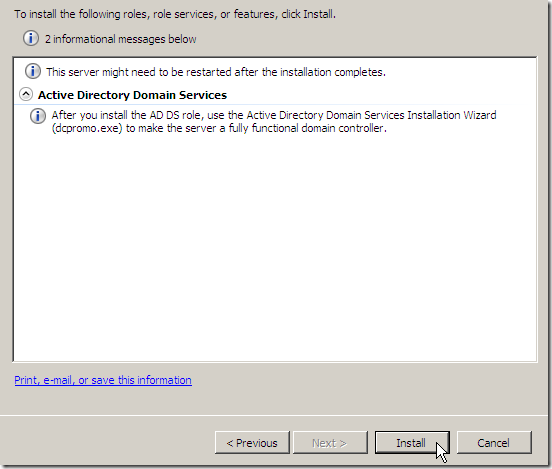 To install the following roles, role services, or features, click Install.
2 informational messages below
This server might need to be restarted after the installation completes.
Active Directory Domain Services
After you install the AD DS role, use the Active Directory Domain Services Installation Wizard
(dcpromo.exe) to make the server a fully functional domain controller.
Print, e-mail, or save this information
< Previous
Next >
Install
Cancel